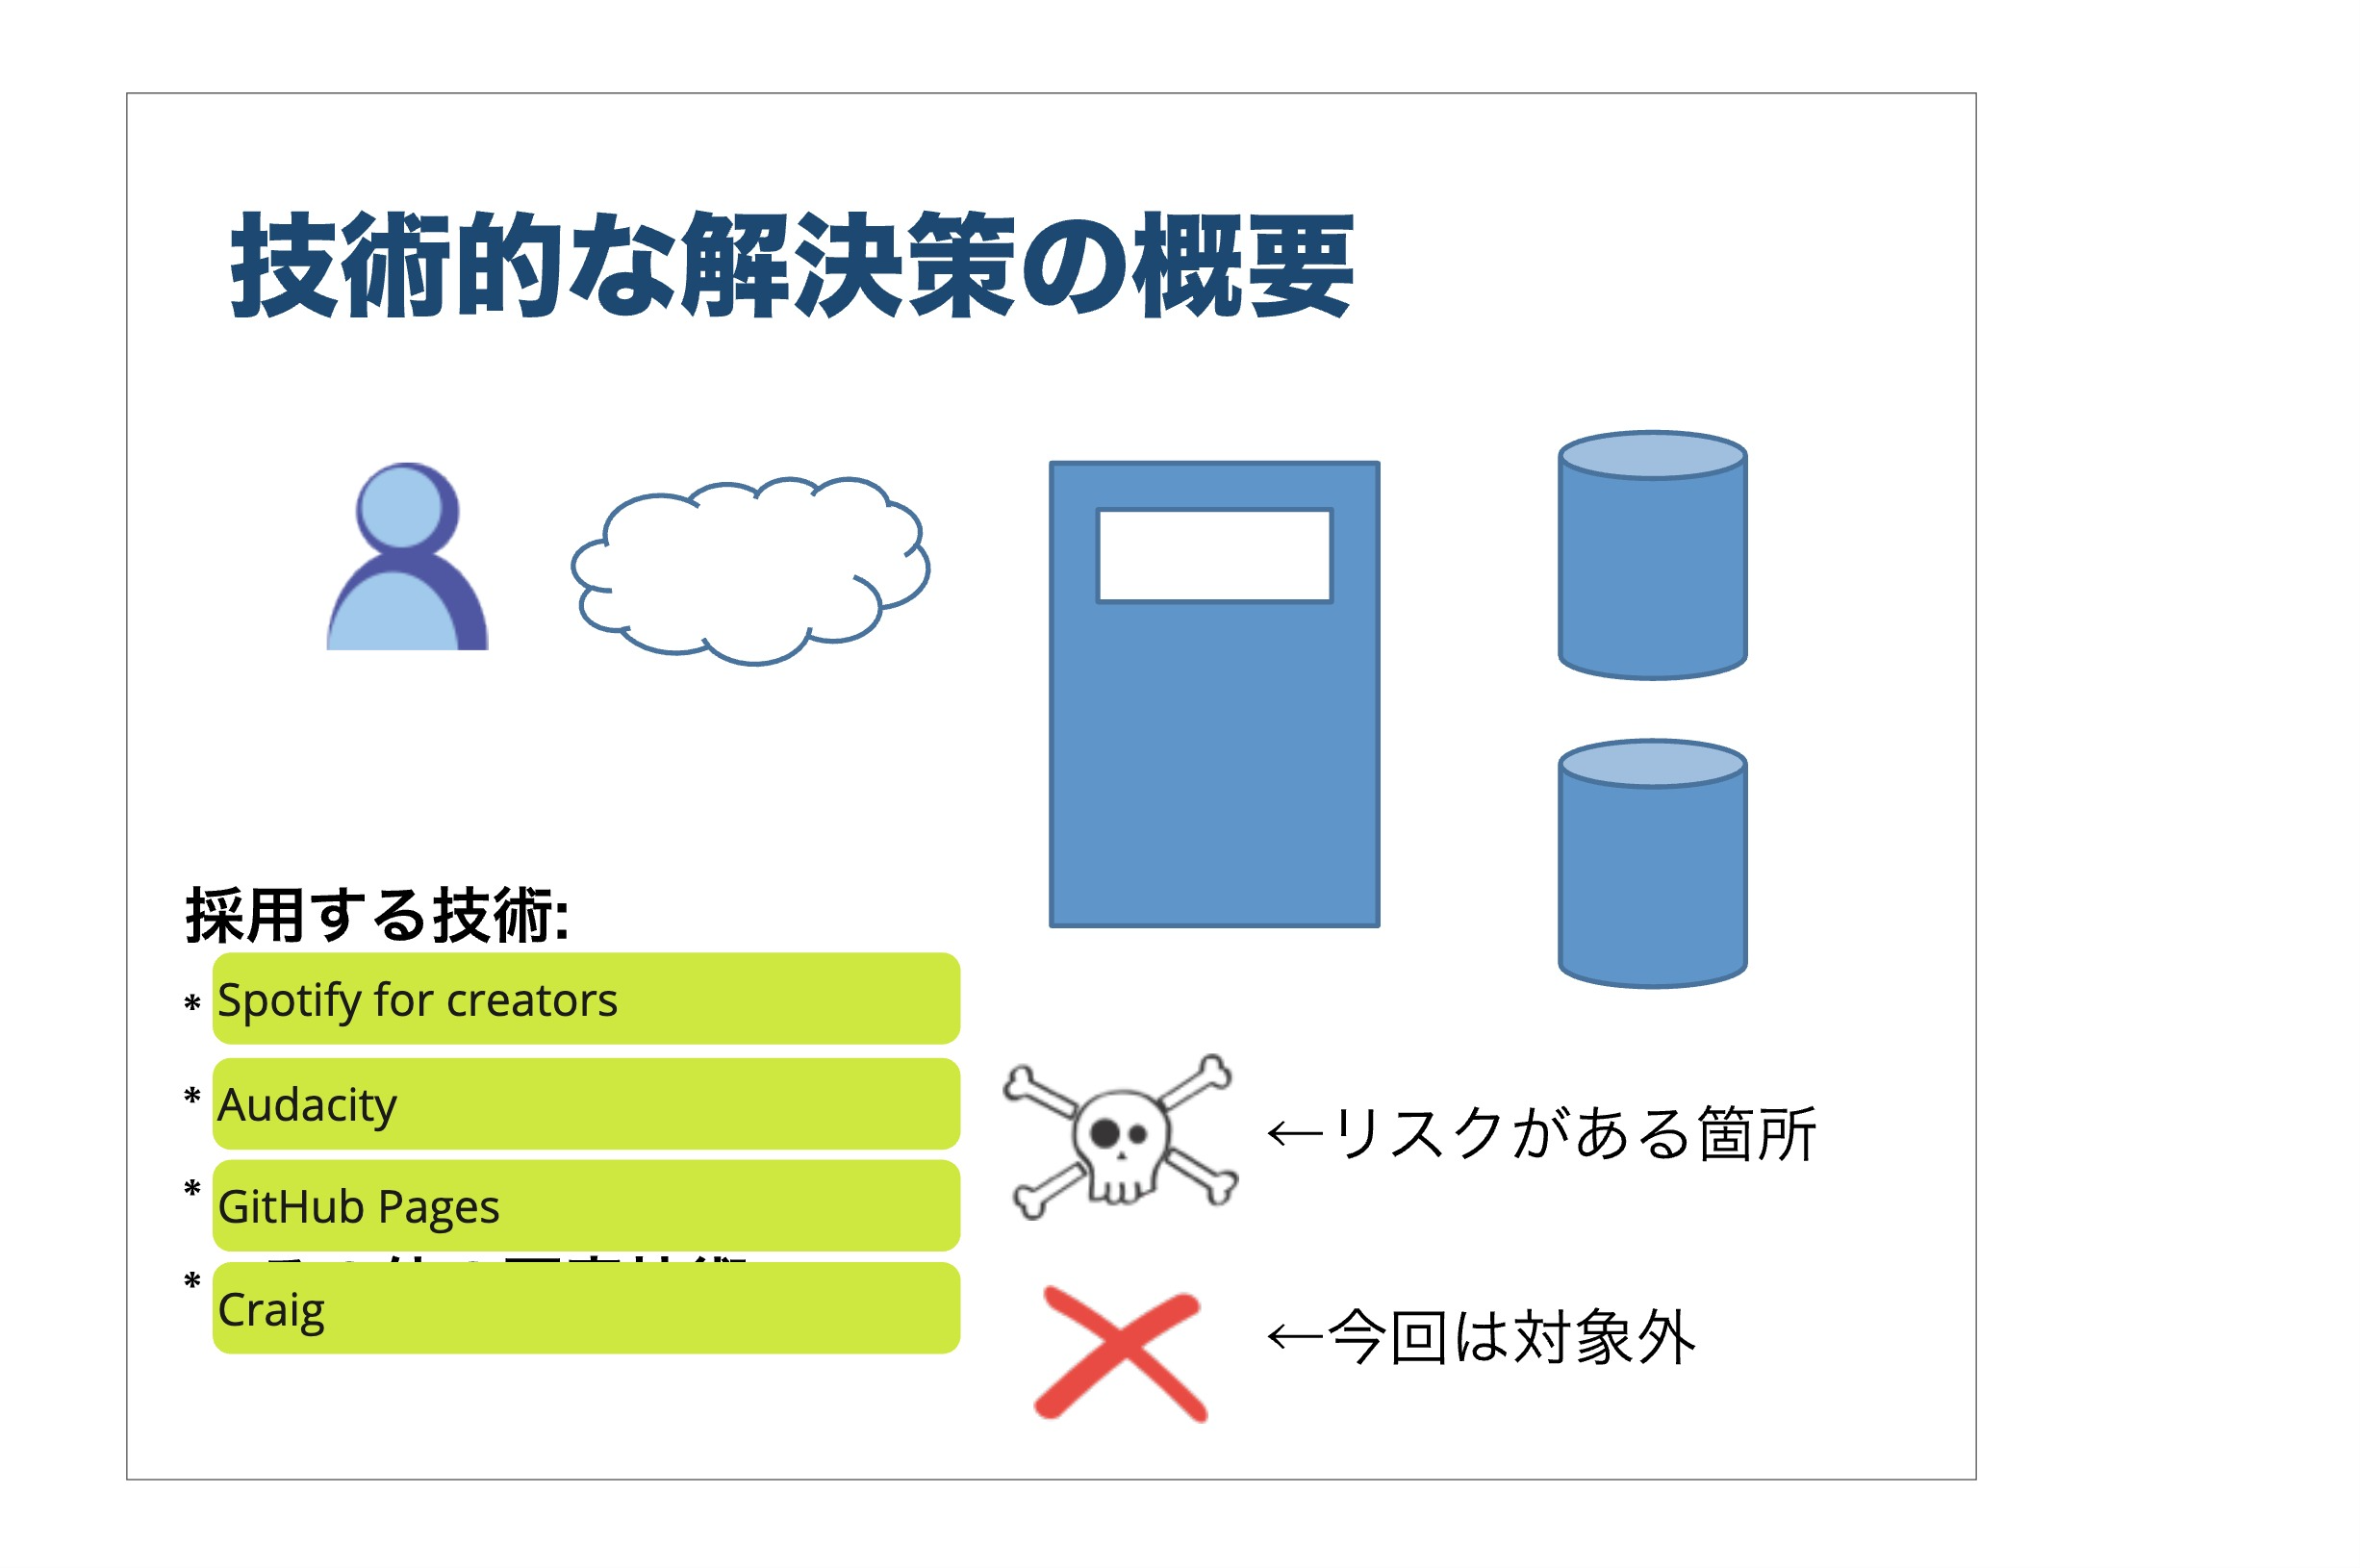 技術的な解決策の概要
採用する技術:
* Spotify for creators
* Audacity
* GitHub Pages
* Craig
←リスクがある箇所
←今回は対象外